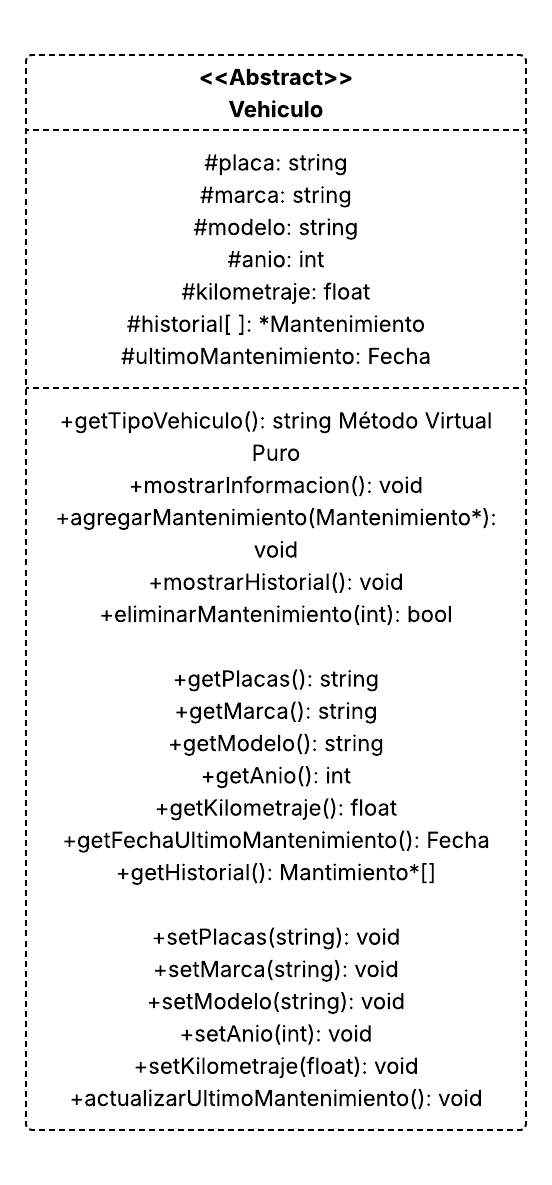 <<Abstract>>
Vehiculo
#placa: string
#marca: string
#modelo: string
#anio: int
#kilometraje: float
#historial[ ]: *Mantenimiento
#ultimoMantenimiento: Fecha
+getTipoVehiculo(): string Método Virtual
Puro
+mostrarInformacion(): void
+agregarMantenimiento(Mantenimiento*):
void
+mostrarHistorial(): void
+eliminarMantenimiento(int): bool
+getPlacas(): string
+getMarca(): string
+getModelo(): string
+getAnio(): int
+getKilometraje(): float
+getFechaUltimoMantenimiento(): Fecha
+getHistorial(): Mantimiento*[]
+setPlacas(string): void
+setMarca(string): void
+setModelo(string): void
+setAnio(int): void
+setKilometraje(float): void
+actualizarUltimoMantenimiento(): void